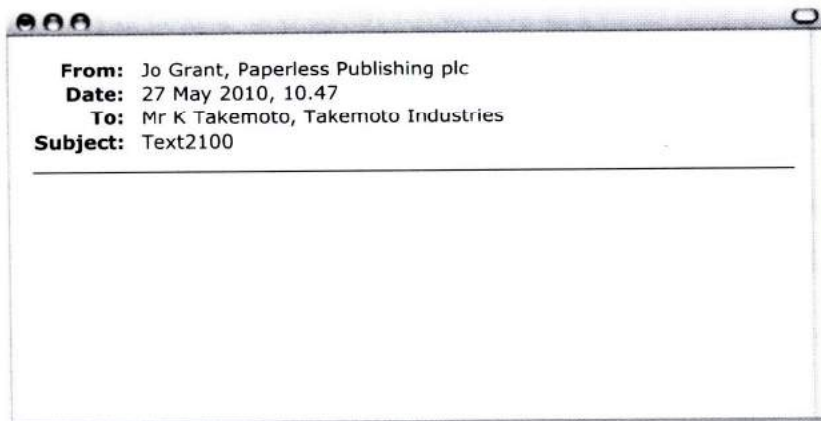 From: Jo Grant, Paperless Publishing plc
Date: 27 May 2010, 10.47
To: Mr K Takemoto, Takemoto Industries
Subject: Text2100